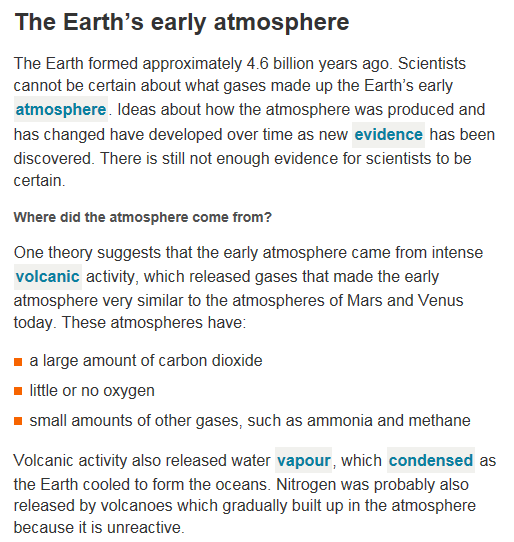 The Earth's early atmosphere
The Earth formed approximately 4.6 billion years ago. Scientists
cannot be certain about what gases made up the Earth's early
atmosphere. Ideas about how the atmosphere was produced and
has changed have developed over time as new evidence has been
discovered. There is still not enough evidence for scientists to be
certain.
Where did the atmosphere come from?
One theory suggests that the early atmosphere came from intense
volcanic activity, which released gases that made the early
atmosphere very similar to the atmospheres of Mars and Venus
today. These atmospheres have:
a large amount of carbon dioxide
little or no oxygen
small amounts of other gases, such as ammonia and methane
Volcanic activity also released water vapour, which condensed as
the Earth cooled to form the oceans. Nitrogen was probably also
released by volcanoes which gradually built up in the atmosphere
because it is unreactive.